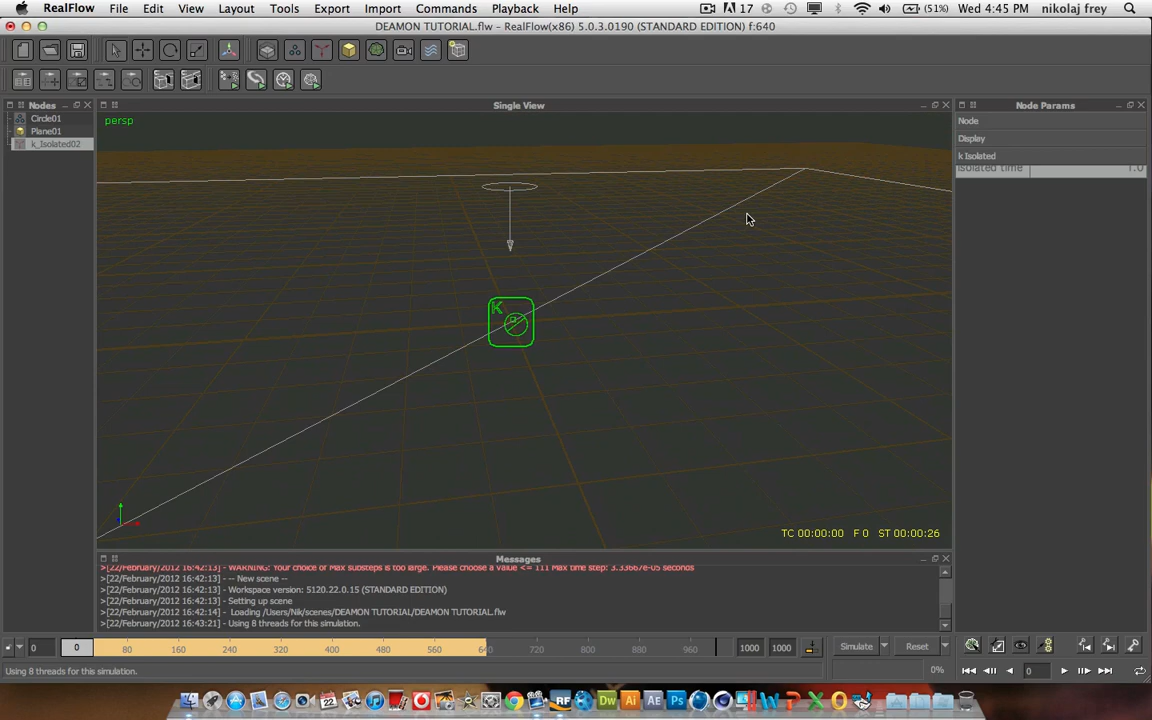 RealFlow File Edit View Layout Tools Import Export Commands Playback Help 17 (51%) Wed 4:45 PM nikolaj frey
DEAMON TUTORIAL.flw - RealFlow(x86) 5.0.3.0190 (STANDARD EDITION) f:640
Nodes
Single View
Node Params
Circle01
Plane01
k_Isolated02
persp
Node
Display
k Isolated
Isolated time 1.0
K
TC 00:00:00 F 0 ST 00:00:26
Messages
>[22/February/2012 16:42:13] - WARNING: Your choice of Max substeps is too large. Please choose a value <= 111 Max time step: 3.33667e-05 seconds
>[22/February/2012 16:42:13] - -- New scene --
>[22/February/2012 16:42:13] - Workspace version: 5120.22.0.15 (STANDARD EDITION)
>[22/February/2012 16:42:13] - Setting up scene
>[22/February/2012 16:42:14] - Loading /Users/Nik/scenes/DEAMON TUTORIAL/DEAMON TUTORIAL.flw
>[22/February/2012 16:43:21] - Using 8 threads for this simulation.
0 0 80 160 240 320 400 480 560 640 720 800 880 960 1000 1000 Simulate Reset
Using 8 threads for this simulation. 0% 0
22 RF Dw Ai AE Ps W P X O